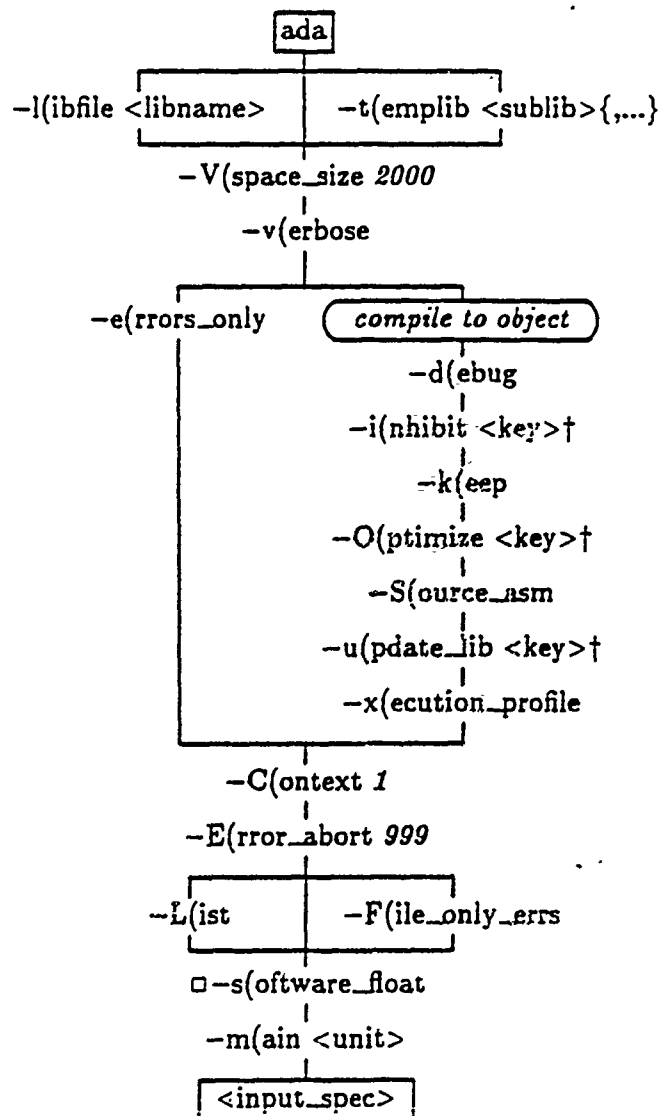 ada
–l(ibfile <libname> –t(emplib <sublib>{,...}
–V(space_size 2000
–v(erbose
–e(rrors_only compile to object
–d(ebug
–i(nhibit <key>†
–k(eep
–O(ptimize <key>†
–S(ource_asm
–u(pdate_lib <key>†
–x(ecution_profile
–C(ontext 1
–E(rror_abort 999
–L(ist –F(ile_only_errs
□–s(oftware_float
–m(ain <unit>
<input_spec>